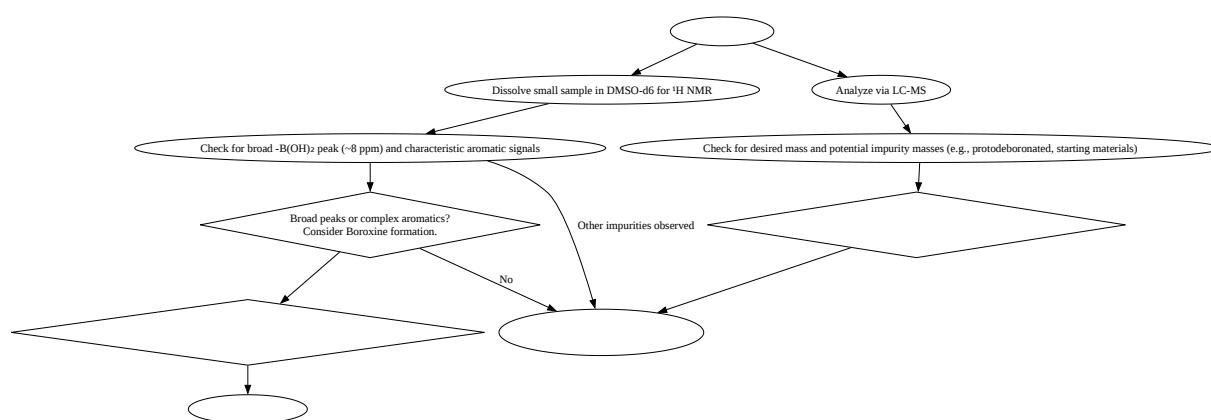 Dissolve small sample in DMSO-d6 for ¹H NMR
Analyze via LC-MS
Check for broad -B(OH)₂ peak (~8 ppm) and characteristic aromatic signals
Check for desired mass and potential impurity masses (e.g., protodeboronated, starting materials)
Broad peaks or complex aromatics?
Consider Boroxine formation.
Other impurities observed
No